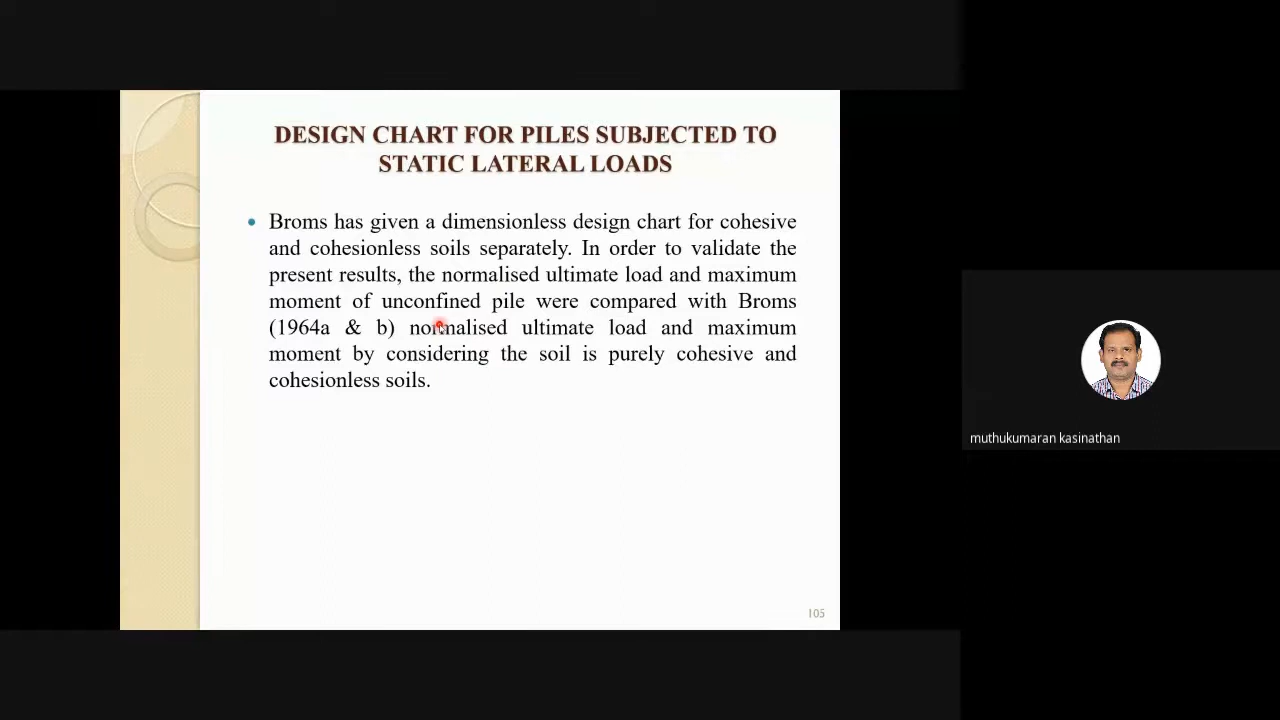 DESIGN CHART FOR PILES SUBJECTED TO
STATIC LATERAL LOADS
• Broms has given a dimensionless design chart for cohesive
and cohesionless soils separately. In order to validate the
present results, the normalised ultimate load and maximum
moment of unconfined pile were compared with Broms
(1964a & b) normalised ultimate load and maximum
moment by considering the soil is purely cohesive and
cohesionless soils.
105
muthukumaran kasinathan